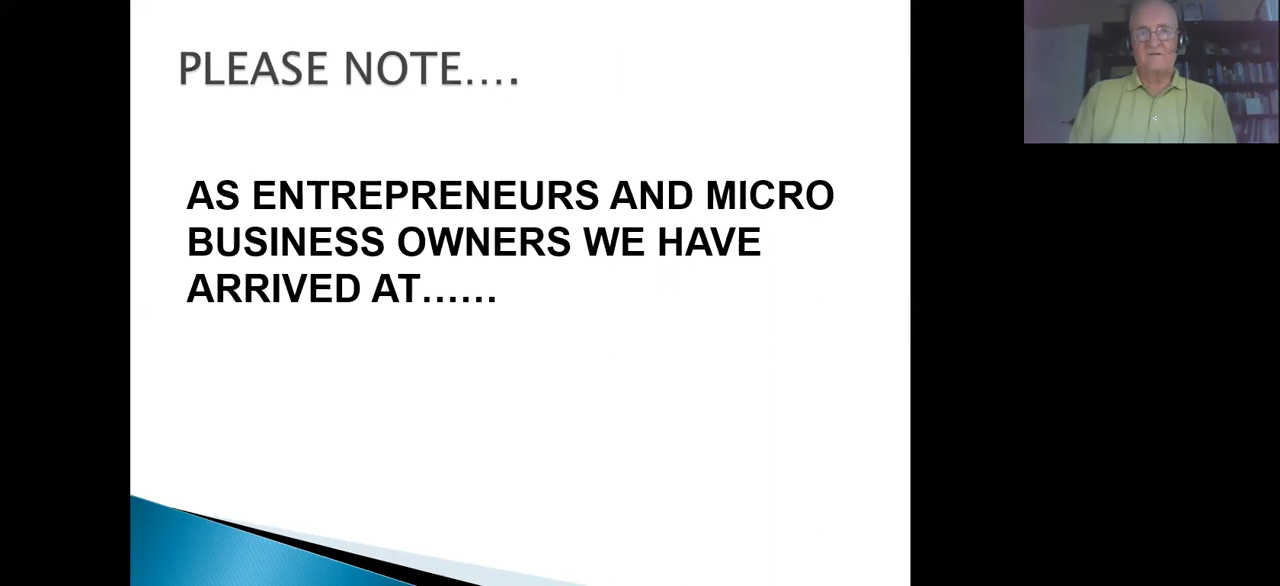 PLEASE NOTE....
AS ENTREPRENEURS AND MICRO
BUSINESS OWNERS WE HAVE
ARRIVED AT......